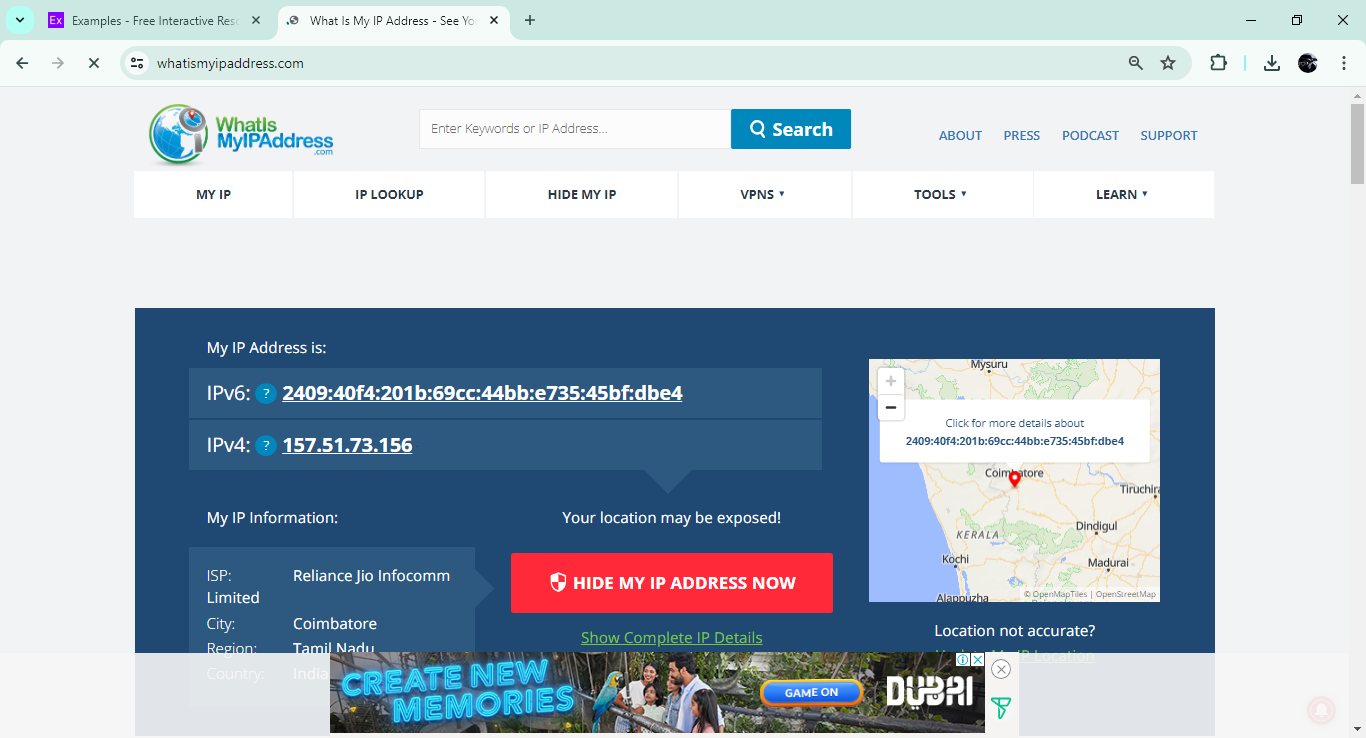 Ex Examples - Free Interactive Reso
What Is My IP Address - See Yo
whatismyipaddress.com
WhatIs
MyIPAddress
.com
Enter Keywords or IP Address...
Search
ABOUT PRESS PODCAST SUPPORT
MY IP IP LOOKUP HIDE MY IP VPNS TOOLS LEARN
My IP Address is:
IPv6: ? 2409:40f4:201b:69cc:44bb:e735:45bf:dbe4
IPv4: ? 157.51.73.156
My IP Information:
ISP: Reliance Jio Infocomm
Limited
City: Coimbatore
Region: Tamil Nadu
Country: India
Your location may be exposed!
HIDE MY IP ADDRESS NOW
Show Complete IP Details
Mysuru
+
−
Click for more details about
2409:40f4:201b:69cc:44bb:e735:45bf:dbe4
Coimbatore
Tiruchira
Dindigul
KERALA
Kochi
Madurai
Alappuzha
© OpenMapTiles | OpenStreetMap
Location not accurate?
Update My IP Location
CREATE NEW
MEMORIES
GAME ON
DUBAI